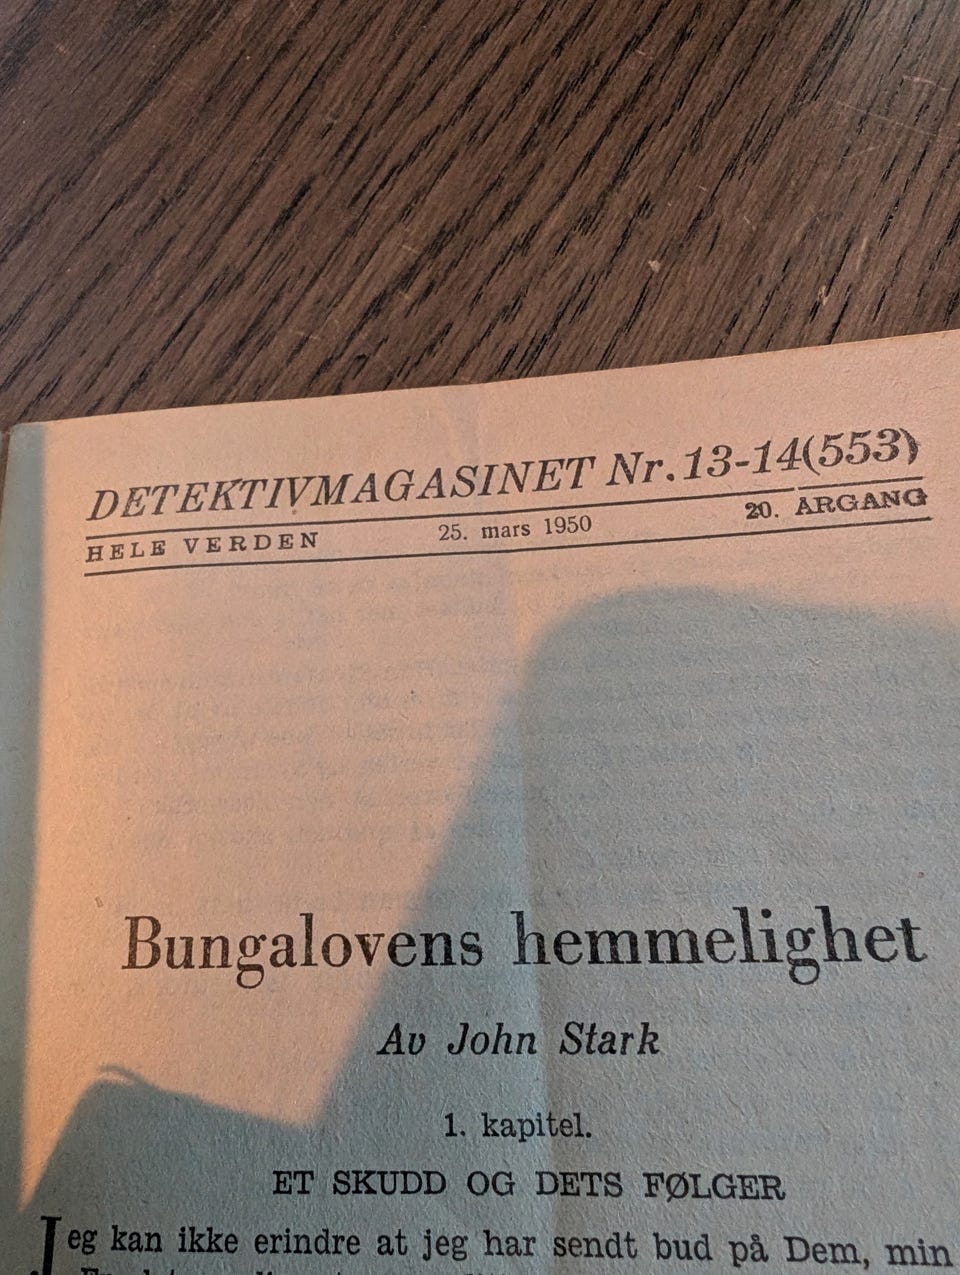 DETEKTIVMAGASINET Nr. 13-14(553)
HELE VERDEN 25. mars 1950 20. ÅRGANG
Bungalovens hemmelighet
Av John Stark
1. kapitel.
ET SKUDD OG DETS FØLGER
Jeg kan ikke erindre at jeg har sendt bud på Dem, min